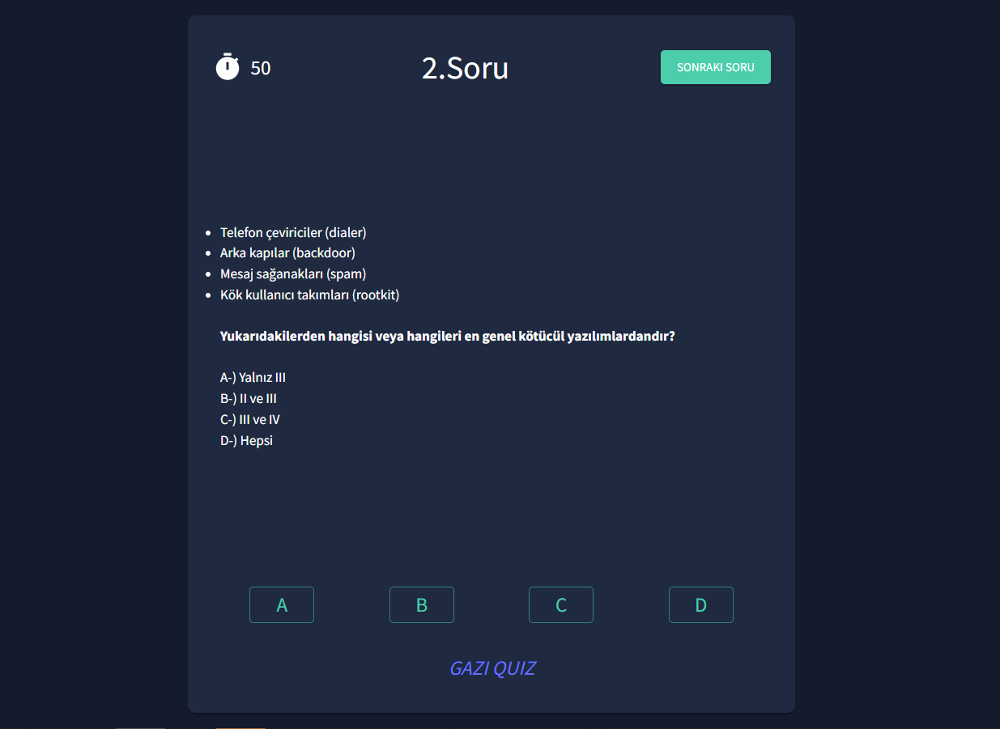 50
2.Soru
SONRAKI SORU
Telefon çeviriciler (dialer)
Arka kapılar (backdoor)
Mesaj sağanakları (spam)
Kök kullanıcı takımları (rootkit)
Yukarıdakilerden hangisi veya hangileri en genel kötücül yazılımlardandır?
A-) Yalnız III
B-) II ve III
C-) III ve IV
D-) Hepsi
A
B
C
D
GAZI QUIZ